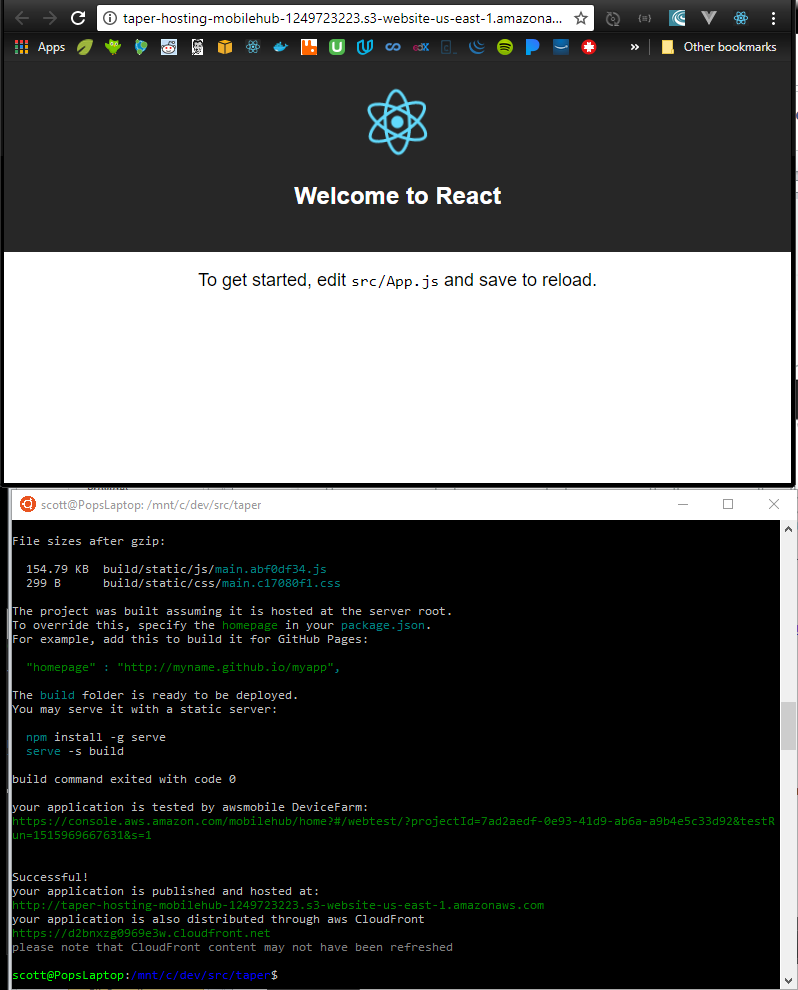 taper-hosting-mobilehub-1249723223.s3-website-us-east-1.amazona...
Apps
»
Other bookmarks
Welcome to React
To get started, edit src/App.js and save to reload.
scott@PopsLaptop: /mnt/c/dev/src/taper
File sizes after gzip:
154.79 KB build/static/js/main.abf0df34.js
299 B build/static/css/main.c17080f1.css
The project was built assuming it is hosted at the server root.
To override this, specify the homepage in your package.json.
For example, add this to build it for GitHub Pages:
"homepage" : "http://myname.github.io/myapp",
The build folder is ready to be deployed.
You may serve it with a static server:
npm install -g serve
serve -s build
build command exited with code 0
your application is tested by awsmobile DeviceFarm:
https://console.aws.amazon.com/mobilehub/home?#/webtest/?projectId=7ad2aedf-0e93-41d9-ab6a-a9b4e5c33d92&testR
un=1515969667631&s=1
Successful!
your application is published and hosted at:
http://taper-hosting-mobilehub-1249723223.s3-website-us-east-1.amazonaws.com
your application is also distributed through aws CloudFront
https://d2bnxzg0969e3w.cloudfront.net
please note that CloudFront content may not have been refreshed
scott@PopsLaptop:/mnt/c/dev/src/taper$